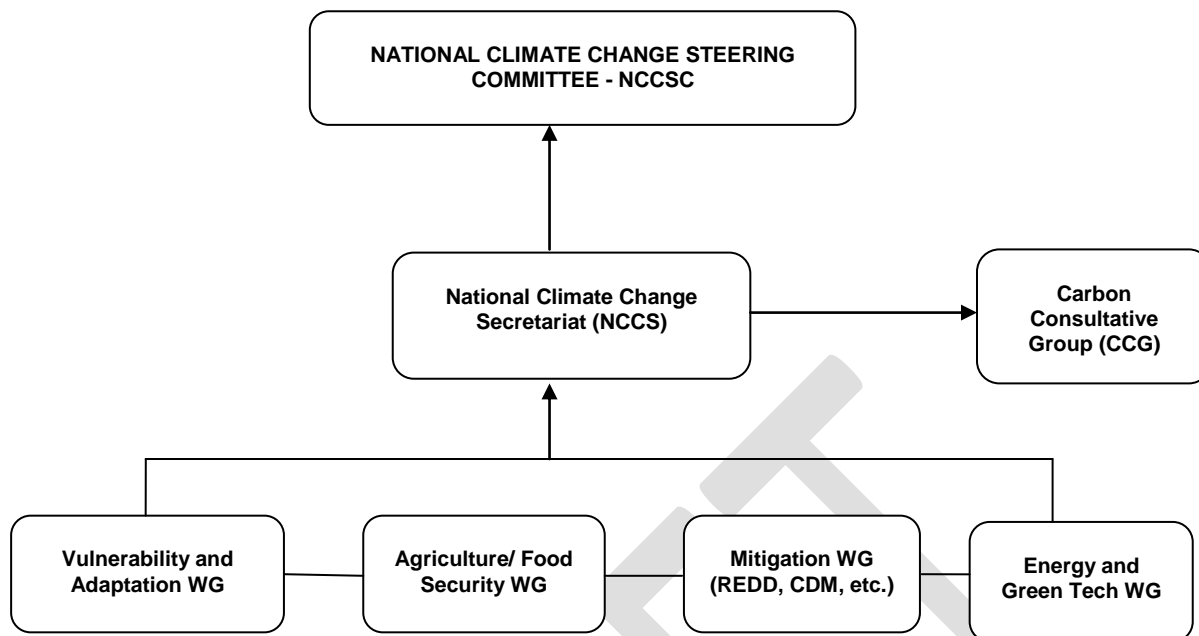 NATIONAL CLIMATE CHANGE STEERING
COMMITTEE - NCCSC
National Climate Change
Secretariat (NCCS)
Carbon
Consultative
Group (CCG)
Vulnerability and
Adaptation WG
Agriculture/ Food
Security WG
Mitigation WG
(REDD, CDM, etc.)
Energy and
Green Tech WG